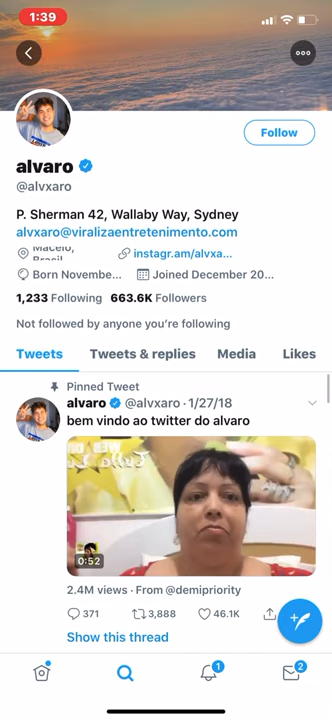 1:39
Follow
alvaro
@alvxaro
P. Sherman 42, Wallaby Way, Sydney
alvxaro@viralizaentretenimento.com
Maceió,
Brasil
instagr.am/alvxa...
Born Novembe...
Joined December 20...
1,233 Following 663.6K Followers
Not followed by anyone you're following
Tweets Tweets & replies Media Likes
Pinned Tweet
alvaro @alvxaro · 1/27/18
bem vindo ao twitter do alvaro
0:52
2.4M views · From @demipriority
371 3,888 46.1K
Show this thread
1
2